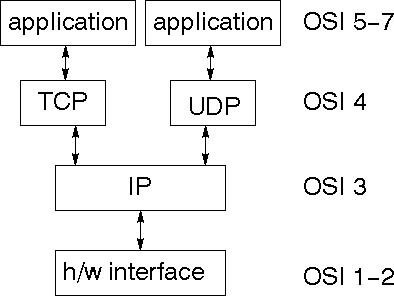 application application OSI 5-7
TCP UDP OSI 4
IP OSI 3
h/w interface OSI 1-2